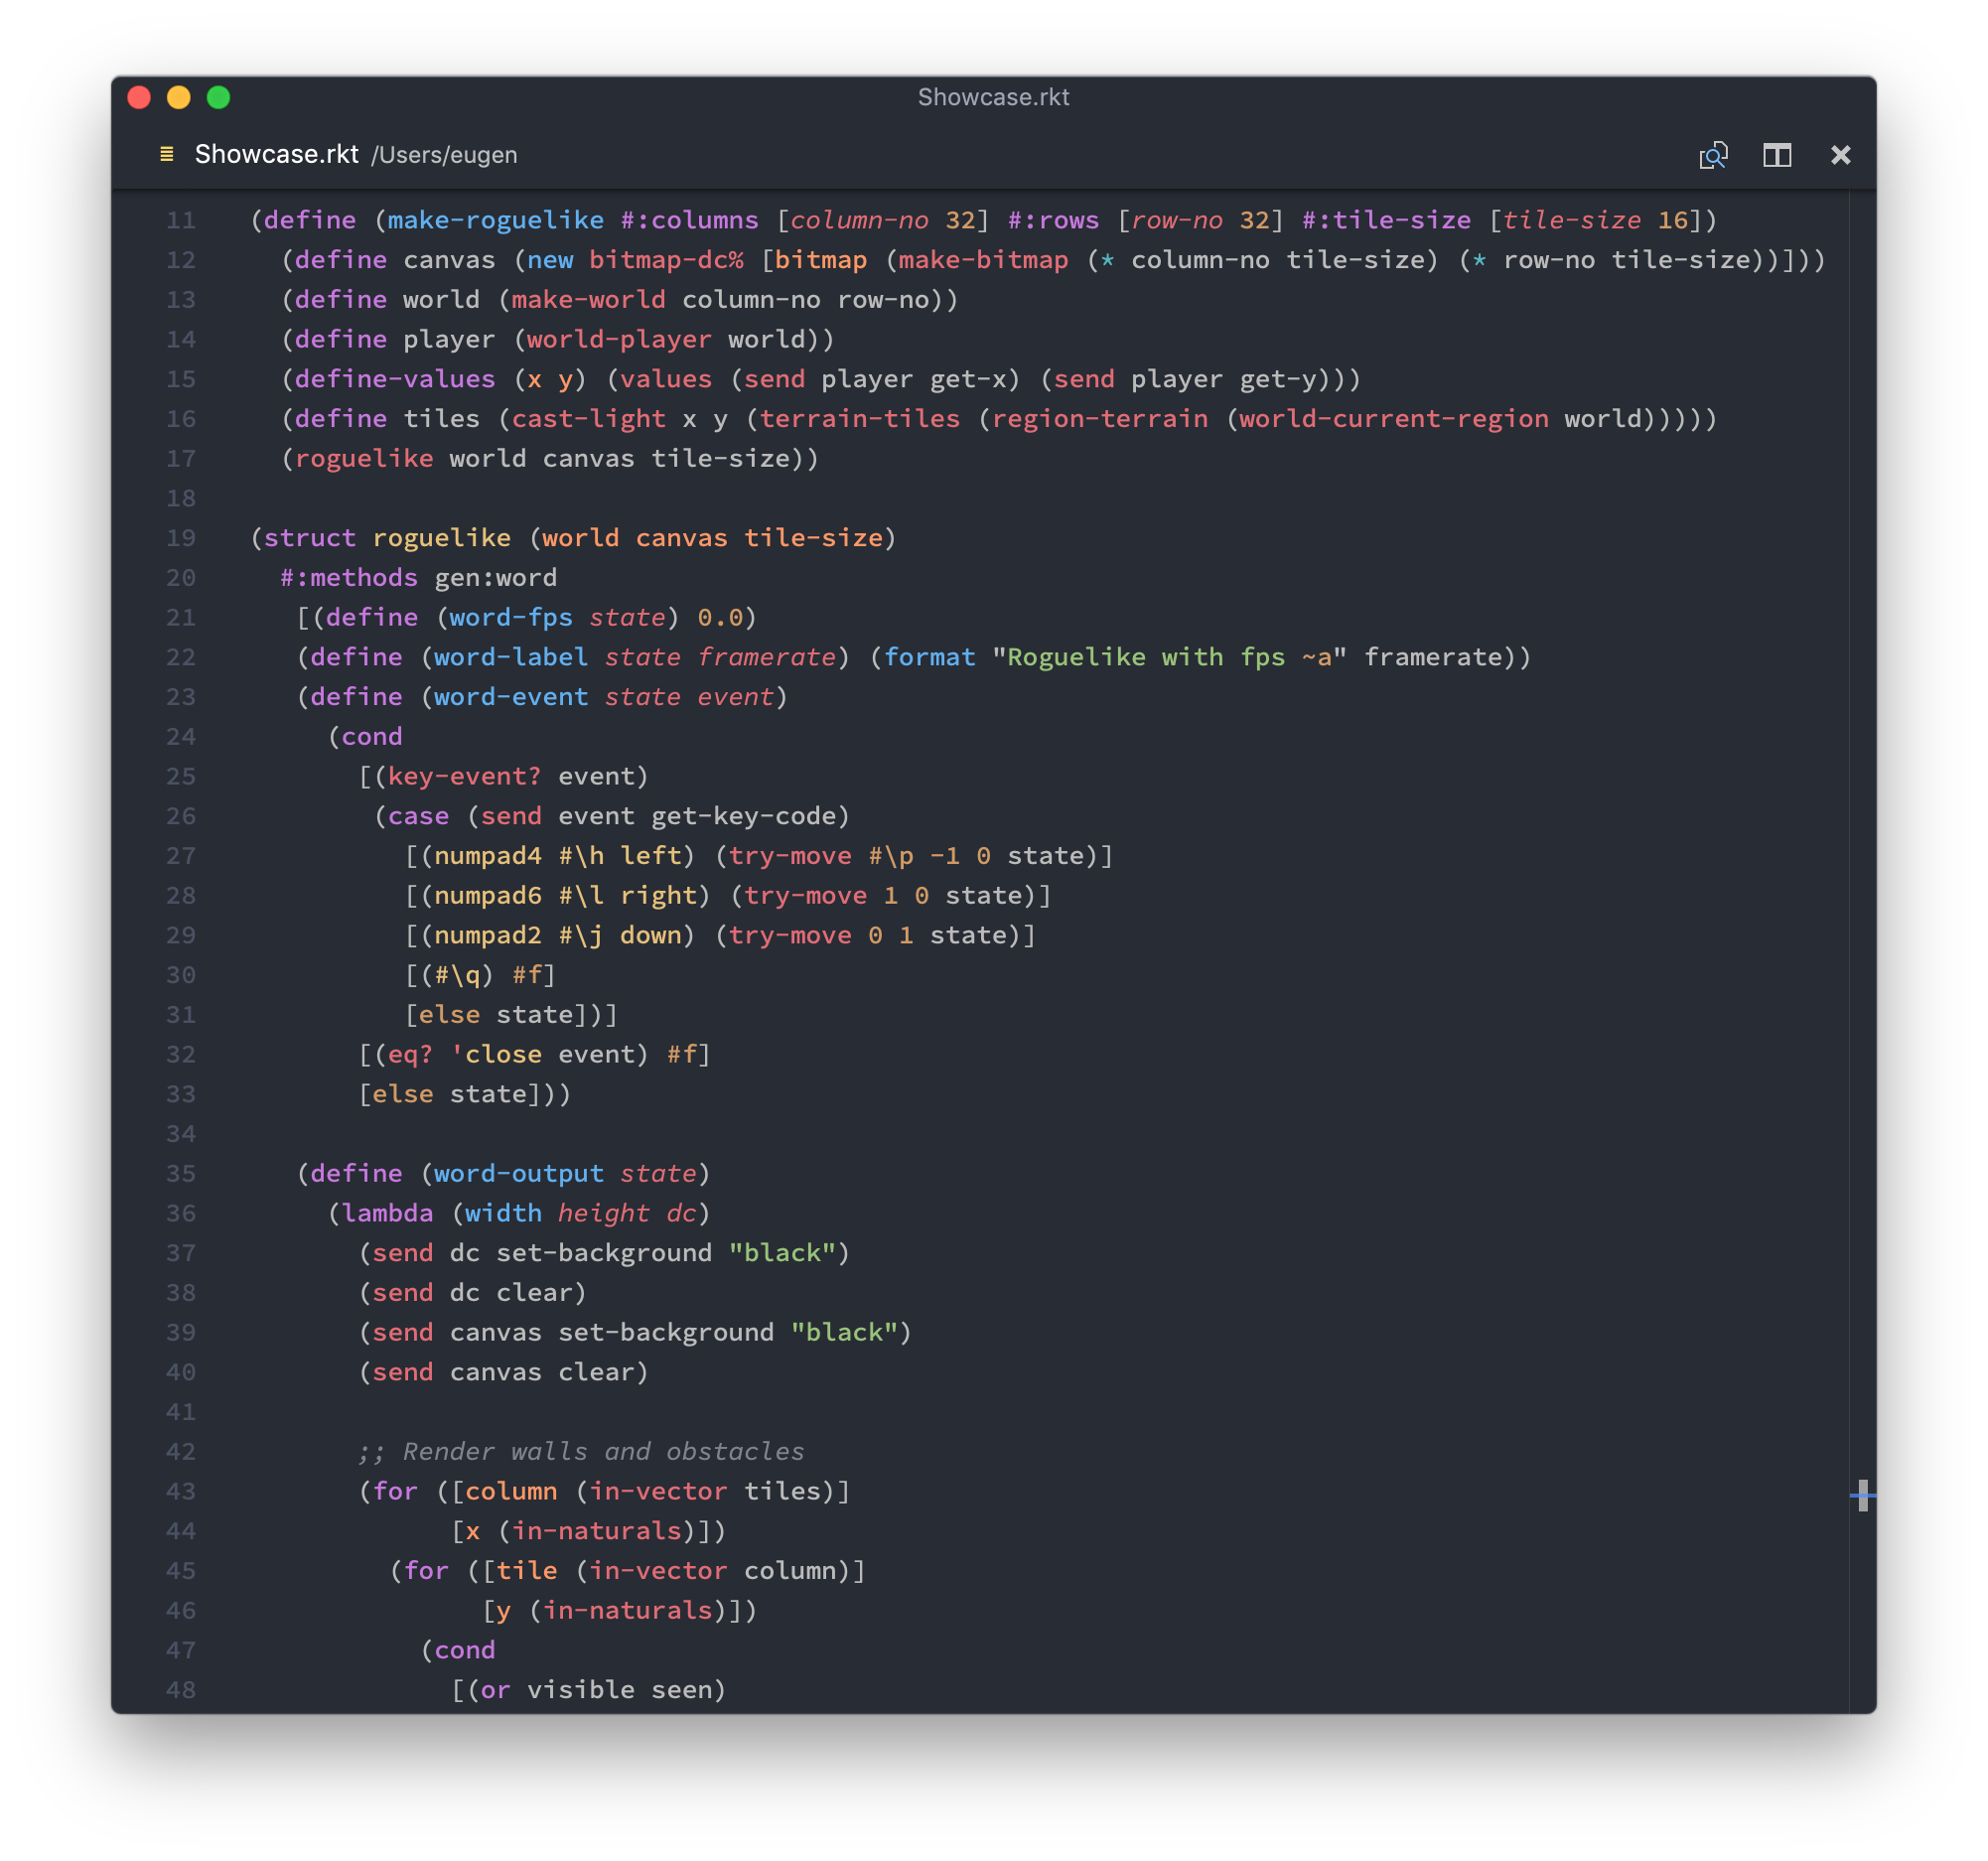 Showcase.rkt
Showcase.rkt /Users/eugen
11 (define (make-roguelike #:columns [column-no 32] #:rows [row-no 32] #:tile-size [tile-size 16])
12   (define canvas (new bitmap-dc% [bitmap (make-bitmap (* column-no tile-size) (* row-no tile-size))]))
13   (define world (make-world column-no row-no))
14   (define player (world-player world))
15   (define-values (x y) (values (send player get-x) (send player get-y)))
16   (define tiles (cast-light x y (terrain-tiles (region-terrain (world-current-region world)))))
17   (roguelike world canvas tile-size))
18
19 (struct roguelike (world canvas tile-size)
20   #:methods gen:word
21    [(define (word-fps state) 0.0)
22    (define (word-label state framerate) (format "Roguelike with fps ~a" framerate))
23    (define (word-event state event)
24      (cond
25        [(key-event? event)
26         (case (send event get-key-code)
27           [(numpad4 #\h left) (try-move #\p -1 0 state)]
28           [(numpad6 #\l right) (try-move 1 0 state)]
29           [(numpad2 #\j down) (try-move 0 1 state)]
30           [(#\q) #f]
31           [else state])]
32        [(eq? 'close event) #f]
33        [else state]))
34
35    (define (word-output state)
36      (lambda (width height dc)
37        (send dc set-background "black")
38        (send dc clear)
39        (send canvas set-background "black")
40        (send canvas clear)
41
42        ;; Render walls and obstacles
43        (for ([column (in-vector tiles)]
44              [x (in-naturals)])
45          (for ([tile (in-vector column)]
46                [y (in-naturals)])
47            (cond
48              [(or visible seen)